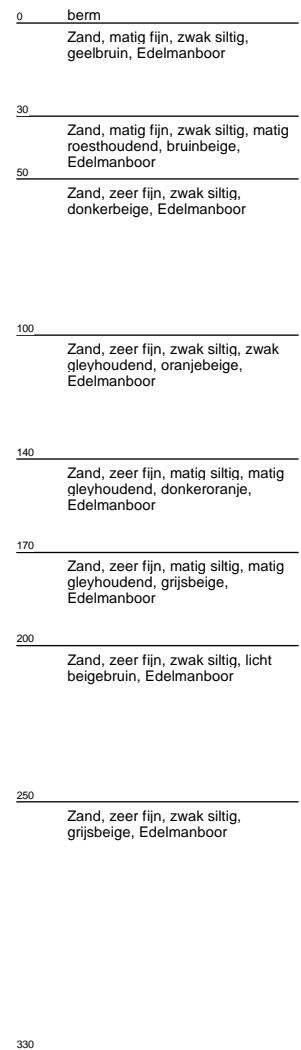 0 berm
Zand, matig fijn, zwak siltig,
geelbruin, Edelmanboor
30
Zand, matig fijn, zwak siltig, matig
roesthoudend, bruinbeige,
Edelmanboor
50
Zand, zeer fijn, zwak siltig,
donkerbeige, Edelmanboor
100
Zand, zeer fijn, zwak siltig, zwak
gleyhoudend, oranjebeige,
Edelmanboor
140
Zand, zeer fijn, matig siltig, matig
gleyhoudend, donkeroranje,
Edelmanboor
170
Zand, zeer fijn, matig siltig, matig
gleyhoudend, grijsbeige,
Edelmanboor
200
Zand, zeer fijn, zwak siltig, licht
beigebruin, Edelmanboor
250
Zand, zeer fijn, zwak siltig,
grijsbeige, Edelmanboor
330